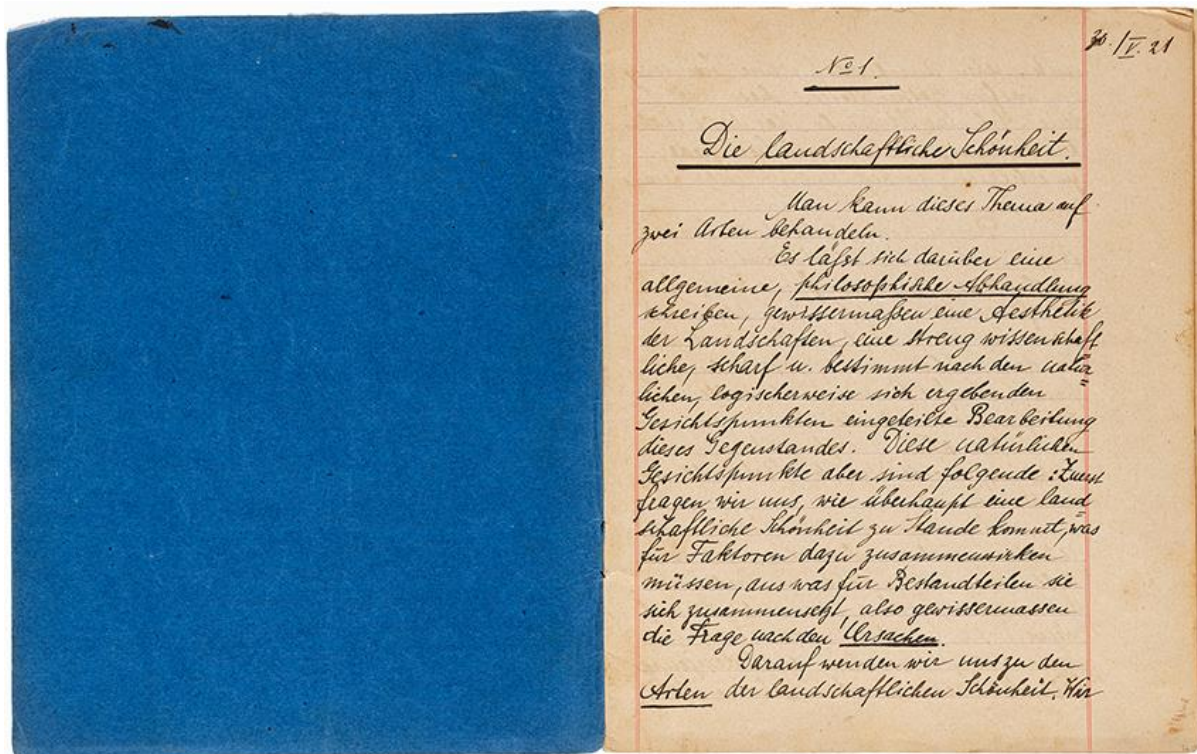 30./V. 21
No 1.
Die landschaftliche Schönheit.
Man kann dieses Thema auf
zwei Arten behandeln.
Es läßt sich darüber eine
allgemeine, philosophische Abhandlung
schreiben, gewissermaßen eine Aesthetik
der Landschaften, eine streng wissenschaft
liche, scharf u. bestimmt nach den natür=
lichen, logischerweise sich ergebenden
Gesichtspunkten eingeteilte Bearbeitung
dieses Gegenstandes. Diese natürlichen
Gesichtspunkte aber sind folgende: Zuerst
fragen wir uns, wie überhaupt eine land=
schaftliche Schönheit zu Stande kommt, was
für Faktoren dazu zusammenwirken
müssen, aus was für Bestandteilen sie
sich zusammensetzt, also gewissermassen
die Frage nach den Ursachen.
Darauf wenden wir uns zu den
Arten der landschaftlichen Schönheit. Wir